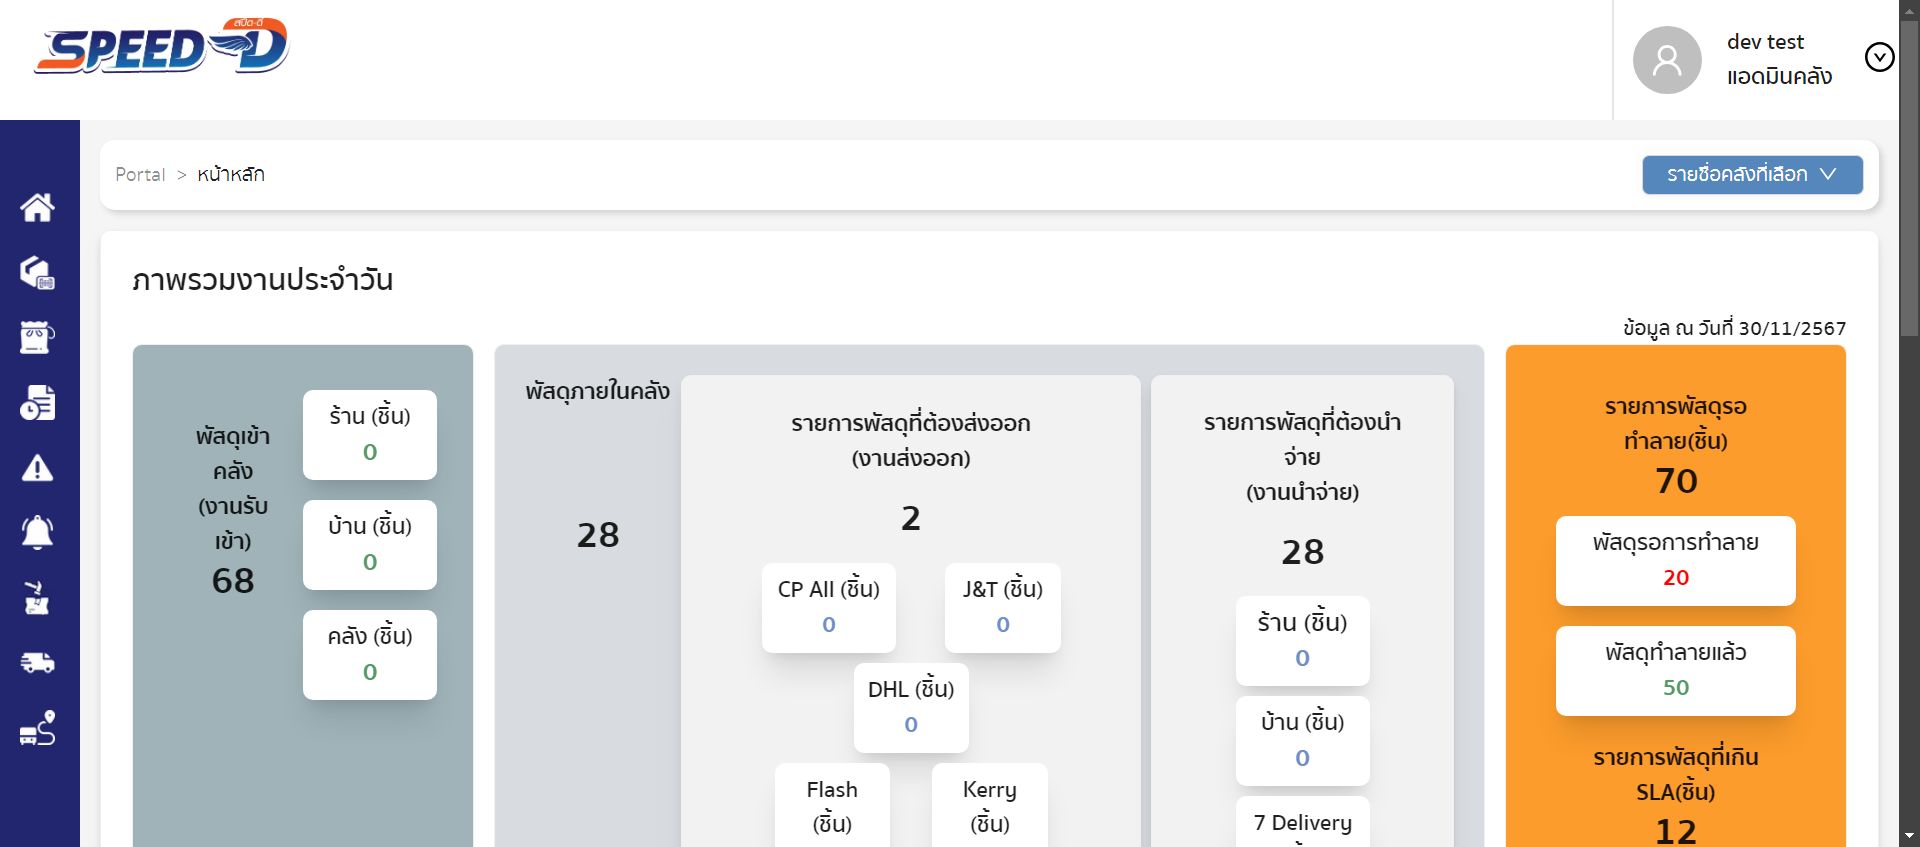 สปีด-ดี
SPEED-D
dev test
แอดมินคลัง
Portal > หน้าหลัก
รายชื่อคลังที่เลือก
ภาพรวมงานประจำวัน
ข้อมูล ณ วันที่ 30/11/2567
พัสดุเข้า
คลัง
(งานรับ
เข้า)
68
ร้าน (ชิ้น)
0
บ้าน (ชิ้น)
0
คลัง (ชิ้น)
0
พัสดุภายในคลัง
28
รายการพัสดุที่ต้องส่งออก
(งานส่งออก)
2
CP All (ชิ้น)
0
J&T (ชิ้น)
0
DHL (ชิ้น)
0
Flash
(ชิ้น)
Kerry
(ชิ้น)
รายการพัสดุที่ต้องนำ
จ่าย
(งานนำจ่าย)
28
ร้าน (ชิ้น)
0
บ้าน (ชิ้น)
0
7 Delivery
รายการพัสดุรอ
ทำลาย(ชิ้น)
70
พัสดุรอการทำลาย
20
พัสดุทำลายแล้ว
50
รายการพัสดุที่เกิน
SLA(ชิ้น)
12